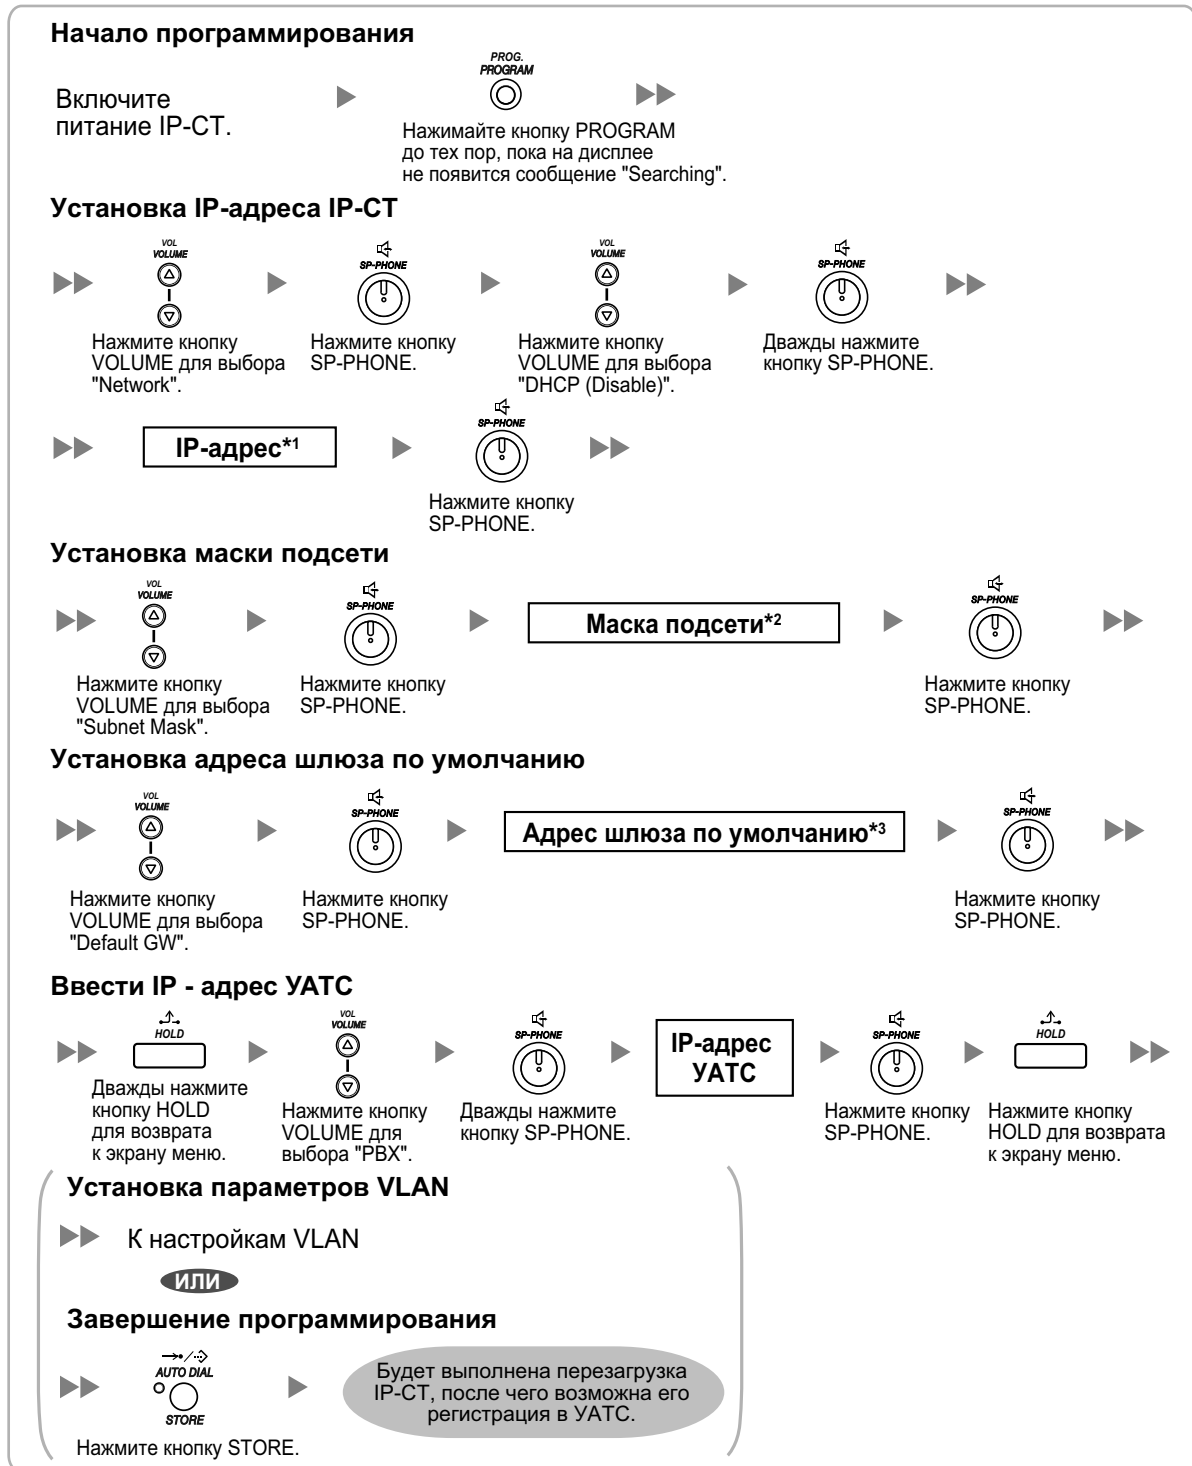 Начало программирования
PROG.
PROGRAM
Включите
питание IP-СТ.
Нажимайте кнопку PROGRAM
до тех пор, пока на дисплее
не появится сообщение "Searching".
Установка IP-адреса IP-СТ
VOL
VOLUME
SP-PHONE
VOL
VOLUME
SP-PHONE
Нажмите кнопку
VOLUME для выбора
"Network".
Нажмите кнопку
SP-PHONE.
Нажмите кнопку
VOLUME для выбора
"DHCP (Disable)".
Дважды нажмите
кнопку SP-PHONE.
IP-адрес*1
SP-PHONE
Нажмите кнопку
SP-PHONE.
Установка маски подсети
VOL
VOLUME
SP-PHONE
Маска подсети*2
SP-PHONE
Нажмите кнопку
VOLUME для выбора
"Subnet Mask".
Нажмите кнопку
SP-PHONE.
Нажмите кнопку
SP-PHONE.
Установка адреса шлюза по умолчанию
VOL
VOLUME
SP-PHONE
Адрес шлюза по умолчанию*3
SP-PHONE
Нажмите кнопку
VOLUME для выбора
"Default GW".
Нажмите кнопку
SP-PHONE.
Нажмите кнопку
SP-PHONE.
Ввести IP - адрес УАТС
HOLD
VOL
VOLUME
SP-PHONE
IP-адрес
УАТС
SP-PHONE
HOLD
Дважды нажмите
кнопку HOLD
для возврата
к экрану меню.
Нажмите кнопку
VOLUME для
выбора "PBX".
Дважды нажмите
кнопку SP-PHONE.
Нажмите кнопку
SP-PHONE.
Нажмите кнопку
HOLD для возврата
к экрану меню.
Установка параметров VLAN
К настройкам VLAN
ИЛИ
Завершение программирования
AUTO DIAL
STORE
Нажмите кнопку STORE.
Будет выполнена перезагрузка
IP-СТ, после чего возможна его
регистрация в УАТС.